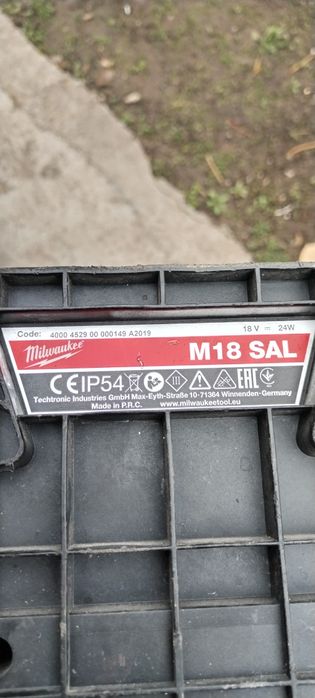 Code: 4000 4529 00 000149 A2019
18 V ⎓ 24W
Milwaukee
M18 SAL
CE IP54 EAC
Techtronic Industries GmbH Max-Eyth-Straße 10-71364 Winnenden-Germany
Made in P.R.C. www.milwaukeetool.eu